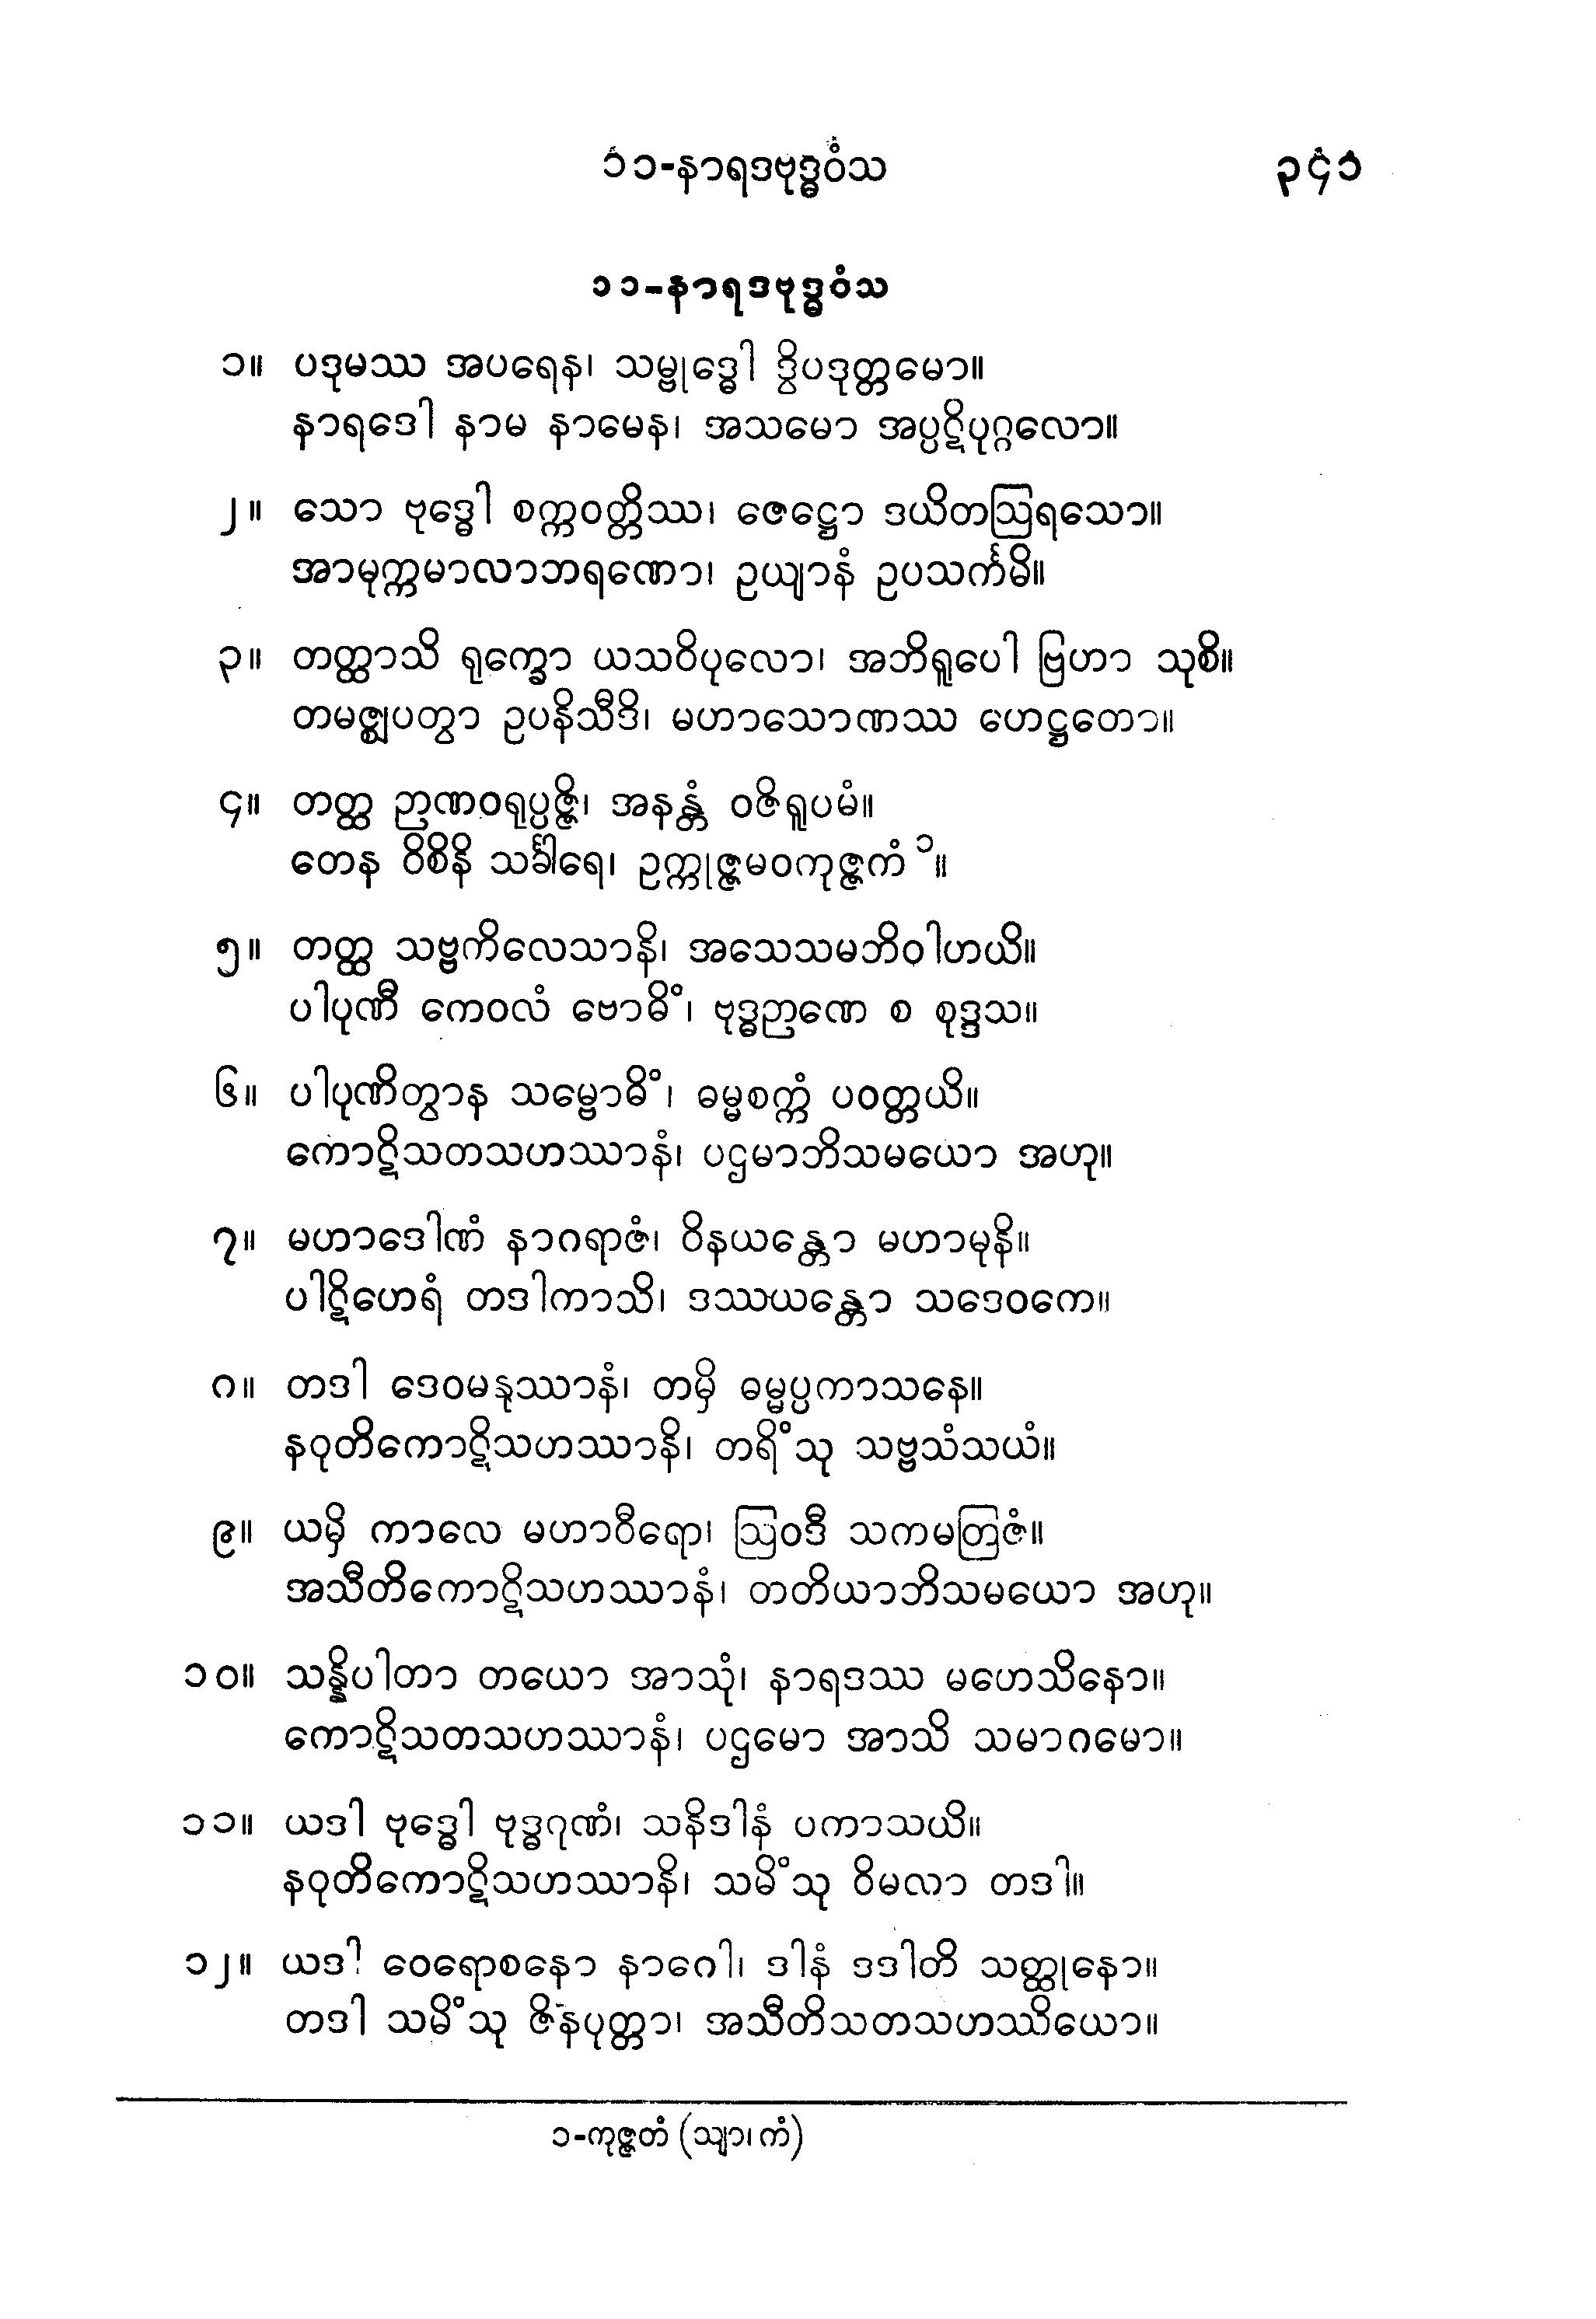 ၁၁-နာရဒဗုဒ္ဓဝံသ ၃၄၁
၁၁-နာရဒဗုဒ္ဓဝံသ
၁။ ပဒုမဿ အပရေန၊ သမ္ဗုဒ္ဓေါ ဒွိပဒုတ္တမော။
နာရဒေါ နာမ နာမေန၊ အသမော အပ္ပဋိပုဂ္ဂလော။
၂။ သော ဗုဒ္ဓေါ စက္ကဝတ္တိဿ၊ ဇေဋ္ဌော ဒယိတဩရသော။
အာမုက္ကမာလာဘရဏော၊ ဥယျာနံ ဥပသင်္ကမိ။
၃။ တတ္ထာသိ ရုက္ခော ယသဝိပုလော၊ အဘိရူပေါ ဗြဟာ သုစိ။
တမဇ္ဈပတွာ ဥပနိသီဒိ၊ မဟာသောဏဿ ဟေဋ္ဌတော။
၄။ တတ္ထ ဉာဏဝရုပ္ပဇ္ဇိ၊ အနန္တံ ဝဇိရူပမံ။
တေန ဝိစိနိ သင်္ခါရေ၊ ဥက္ကုဇ္ဇမဝကုဇ္ဇကံ ၁။
၅။ တတ္ထ သဗ္ဗကိလေသာနိ၊ အသေသမဘိဝါဟယိ။
ပါပုဏီ ကေဝလံ ဗောဓိံ၊ ဗုဒ္ဓဉာဏေ စ စုဒ္ဒသ။
၆။ ပါပုဏိတွာန သမ္ဗောဓိံ၊ ဓမ္မစက္ကံ ပဝတ္တယိ။
ကောဋိသတသဟဿာနံ၊ ပဌမာဘိသမယော အဟု။
၇။ မဟာဒေါဏံ နာဂရာဇံ၊ ဝိနယန္တော မဟာမုနိ။
ပါဋိဟေရံ တဒါကာသိ၊ ဒဿယန္တော သဒေဝကေ။
၈။ တဒါ ဒေဝမနုဿာနံ၊ တမှိ ဓမ္မပ္ပကာသနေ။
နဝုတိကောဋိသဟဿာနိ၊ တရိံသု သဗ္ဗသံသယံ။
၉။ ယမှိ ကာလေ မဟာဝီရော၊ ဩဝဒီ သကမတြဇံ။
အသီတိကောဋိသဟဿာနံ၊ တတိယာဘိသမယော အဟု။
၁၀။ သန္နိပါတာ တယော အာသုံ၊ နာရဒဿ မဟေသိနော။
ကောဋိသတသဟဿာနံ၊ ပဌမော အာသိ သမာဂမော။
၁၁။ ယဒါ ဗုဒ္ဓေါ ဗုဒ္ဓဂုဏံ၊ သနိဒါနံ ပကာသယိ။
နဝုတိကောဋိသဟဿာနိ၊ သမိံသု ဝိမလာ တဒါ။
၁၂။ ယဒါ ဝေရောစနော နာဂေါ၊ ဒါနံ ဒဒါတိ သတ္ထုနော။
တဒါ သမိံသု ဇိနပုတ္တာ၊ အသီတိသတသဟဿိယော။
၁-ကုဇ္ဇတံ (သျာ၊ ကံ)